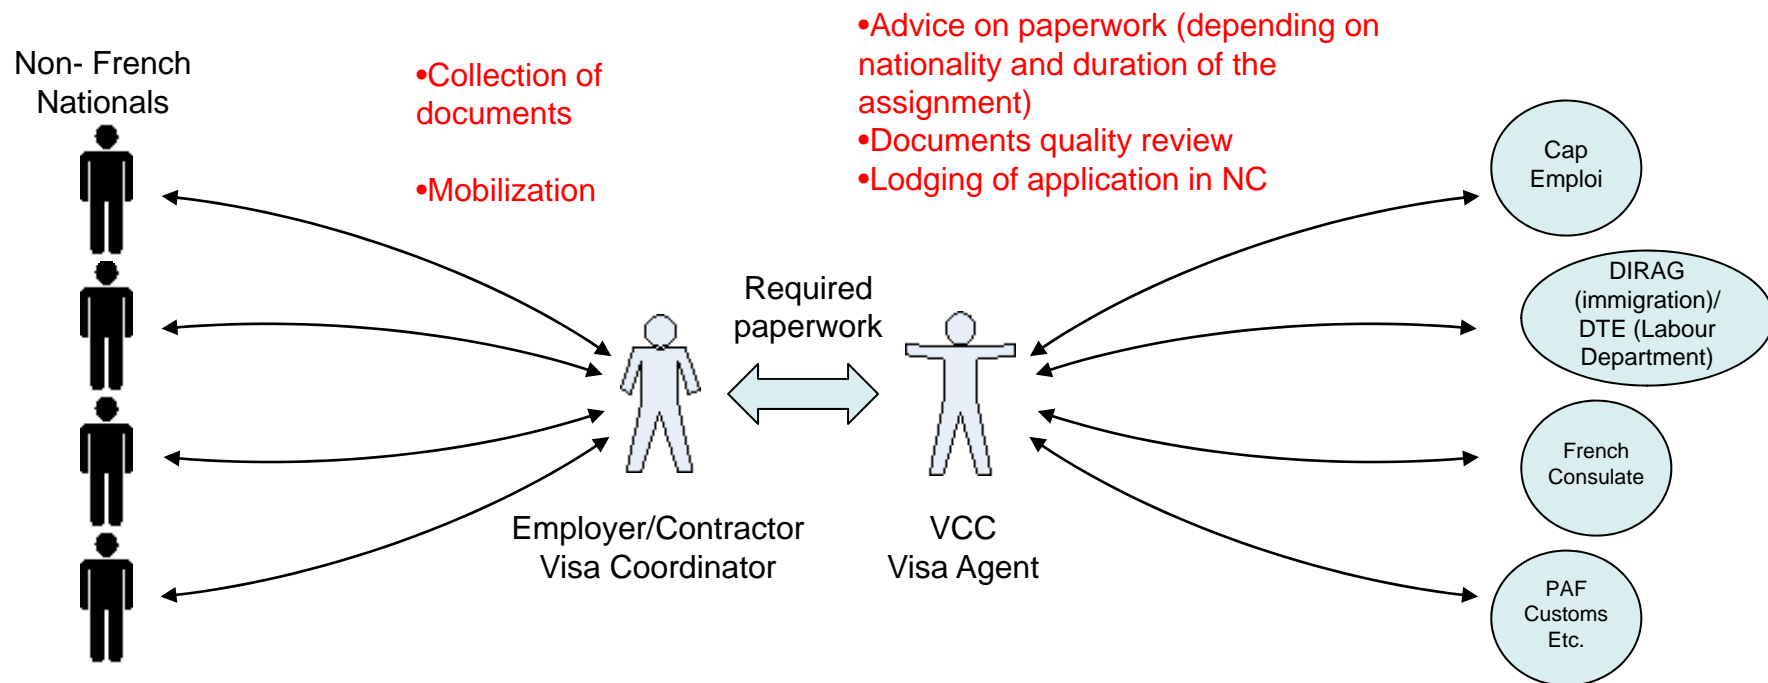 Non- French
Nationals
•Collection of
documents
•Mobilization
•Advice on paperwork (depending on
nationality and duration of the
assignment)
•Documents quality review
•Lodging of application in NC
Required
paperwork
Employer/Contractor
Visa Coordinator
VCC
Visa Agent
Cap
Emploi
DIRAG
(immigration)/
DTE (Labour
Department)
French
Consulate
PAF
Customs
Etc.